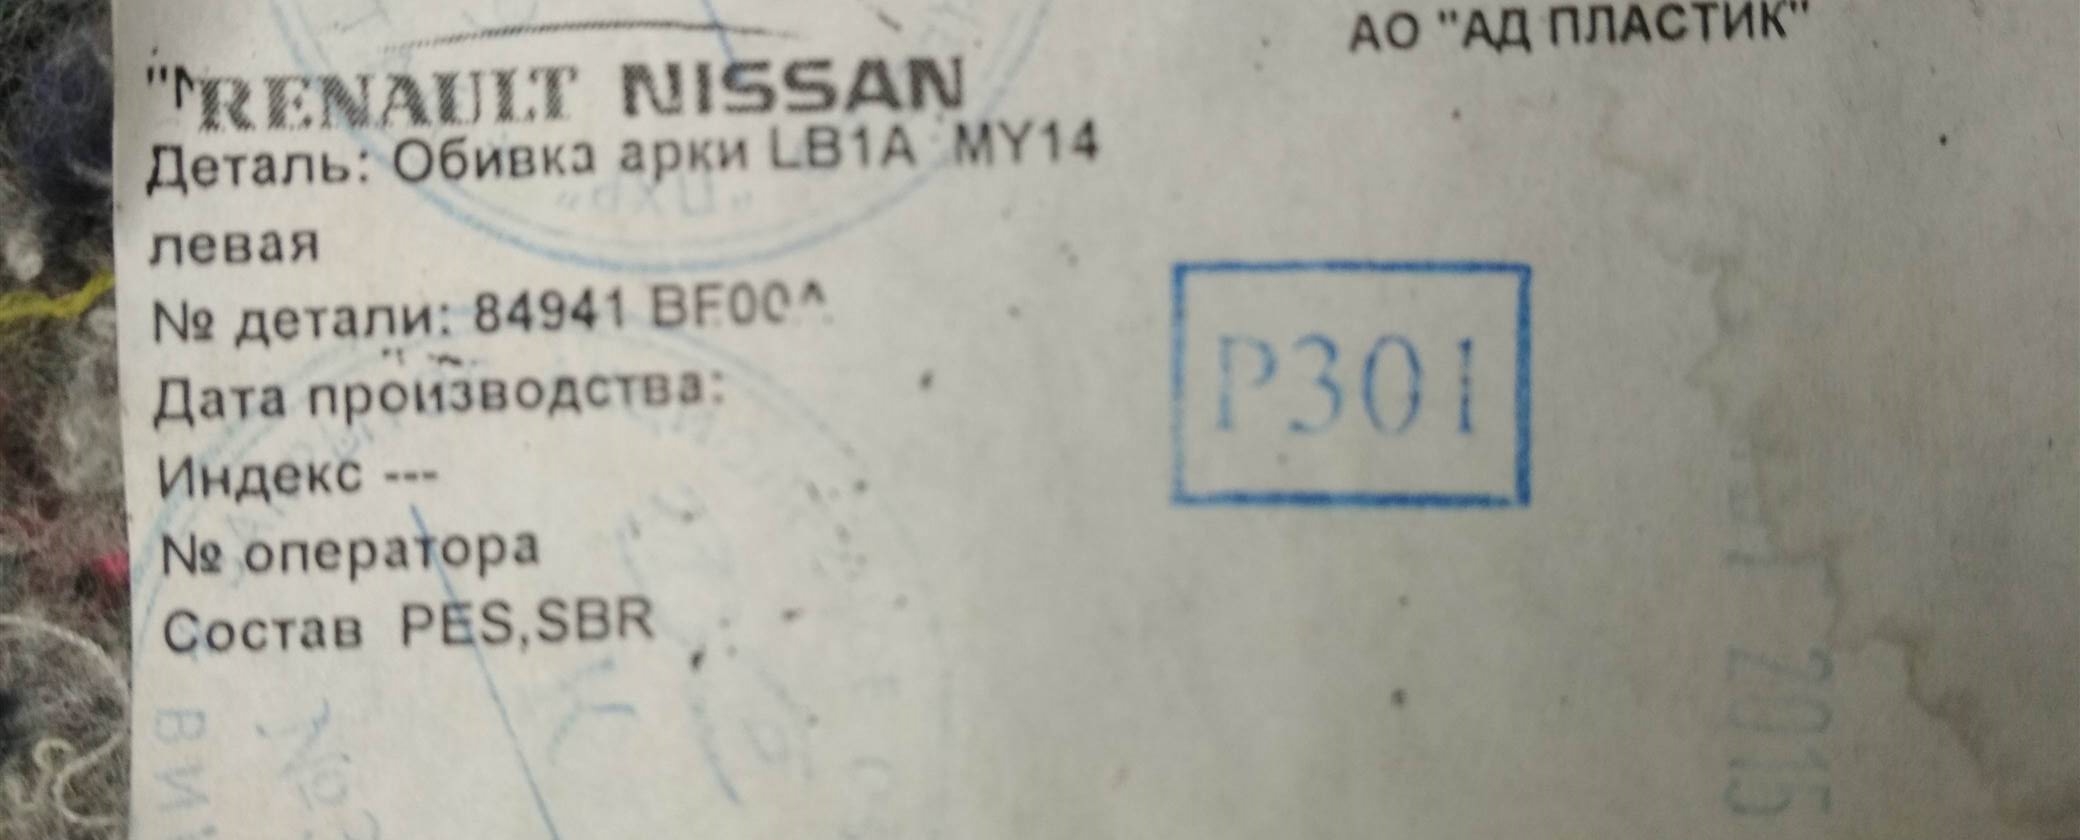 АО "АД ПЛАСТИК"
RENAULT NISSAN
Деталь: Обивка арки LB1A MY14
левая
№ детали: 84941 BF00A
Дата производства:
P301
Индекс ---
№ оператора
Состав PES,SBR
2015